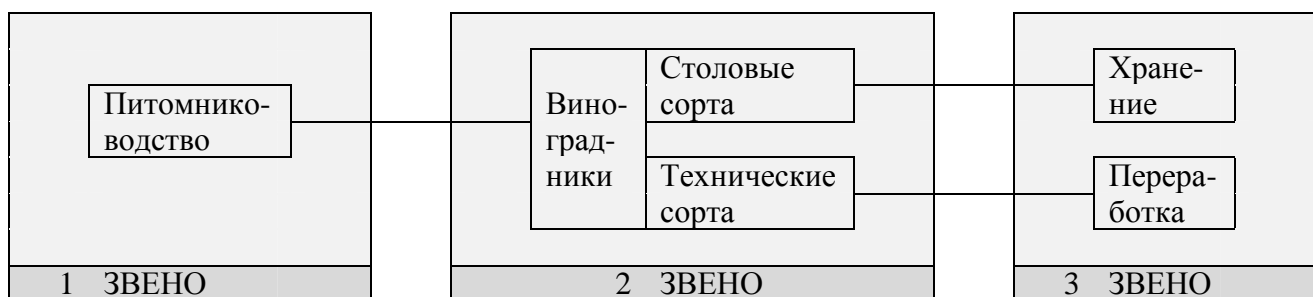 Питомнико-
водство
Вино-
град-
ники
Столовые
сорта
Технические
сорта
Хране-
ние
Перера-
ботка
1 ЗВЕНО
2 ЗВЕНО
3 ЗВЕНО